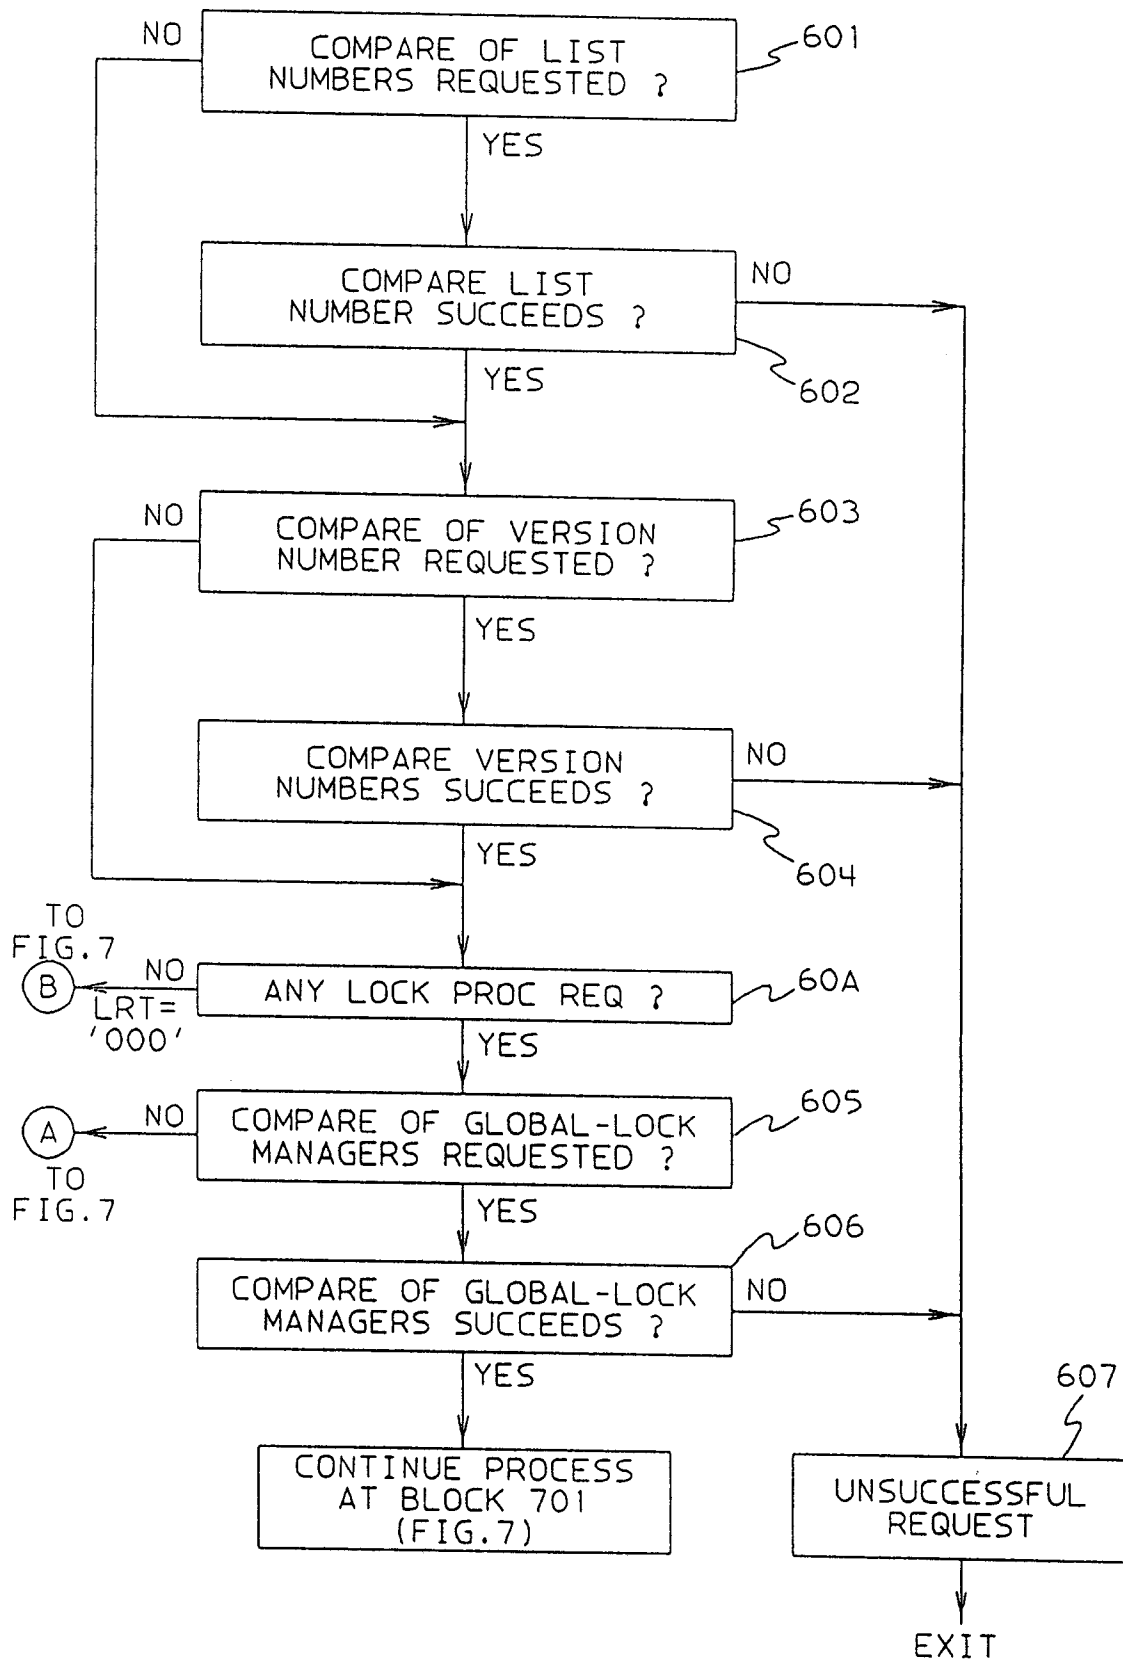 NO
COMPARE OF LIST
NUMBERS REQUESTED ?
601
YES
COMPARE LIST
NUMBER SUCCEEDS ?
NO
602
YES
NO
COMPARE OF VERSION
NUMBER REQUESTED ?
603
YES
COMPARE VERSION
NUMBERS SUCCEEDS ?
NO
604
YES
TO
FIG.7
B
NO
LRT=
'000'
ANY LOCK PROC REQ ?
60A
YES
A
NO
TO
FIG.7
COMPARE OF GLOBAL-LOCK
MANAGERS REQUESTED ?
605
YES
606
COMPARE OF GLOBAL-LOCK
MANAGERS SUCCEEDS ?
NO
YES
607
CONTINUE PROCESS
AT BLOCK 701
(FIG.7)
UNSUCCESSFUL
REQUEST
EXIT